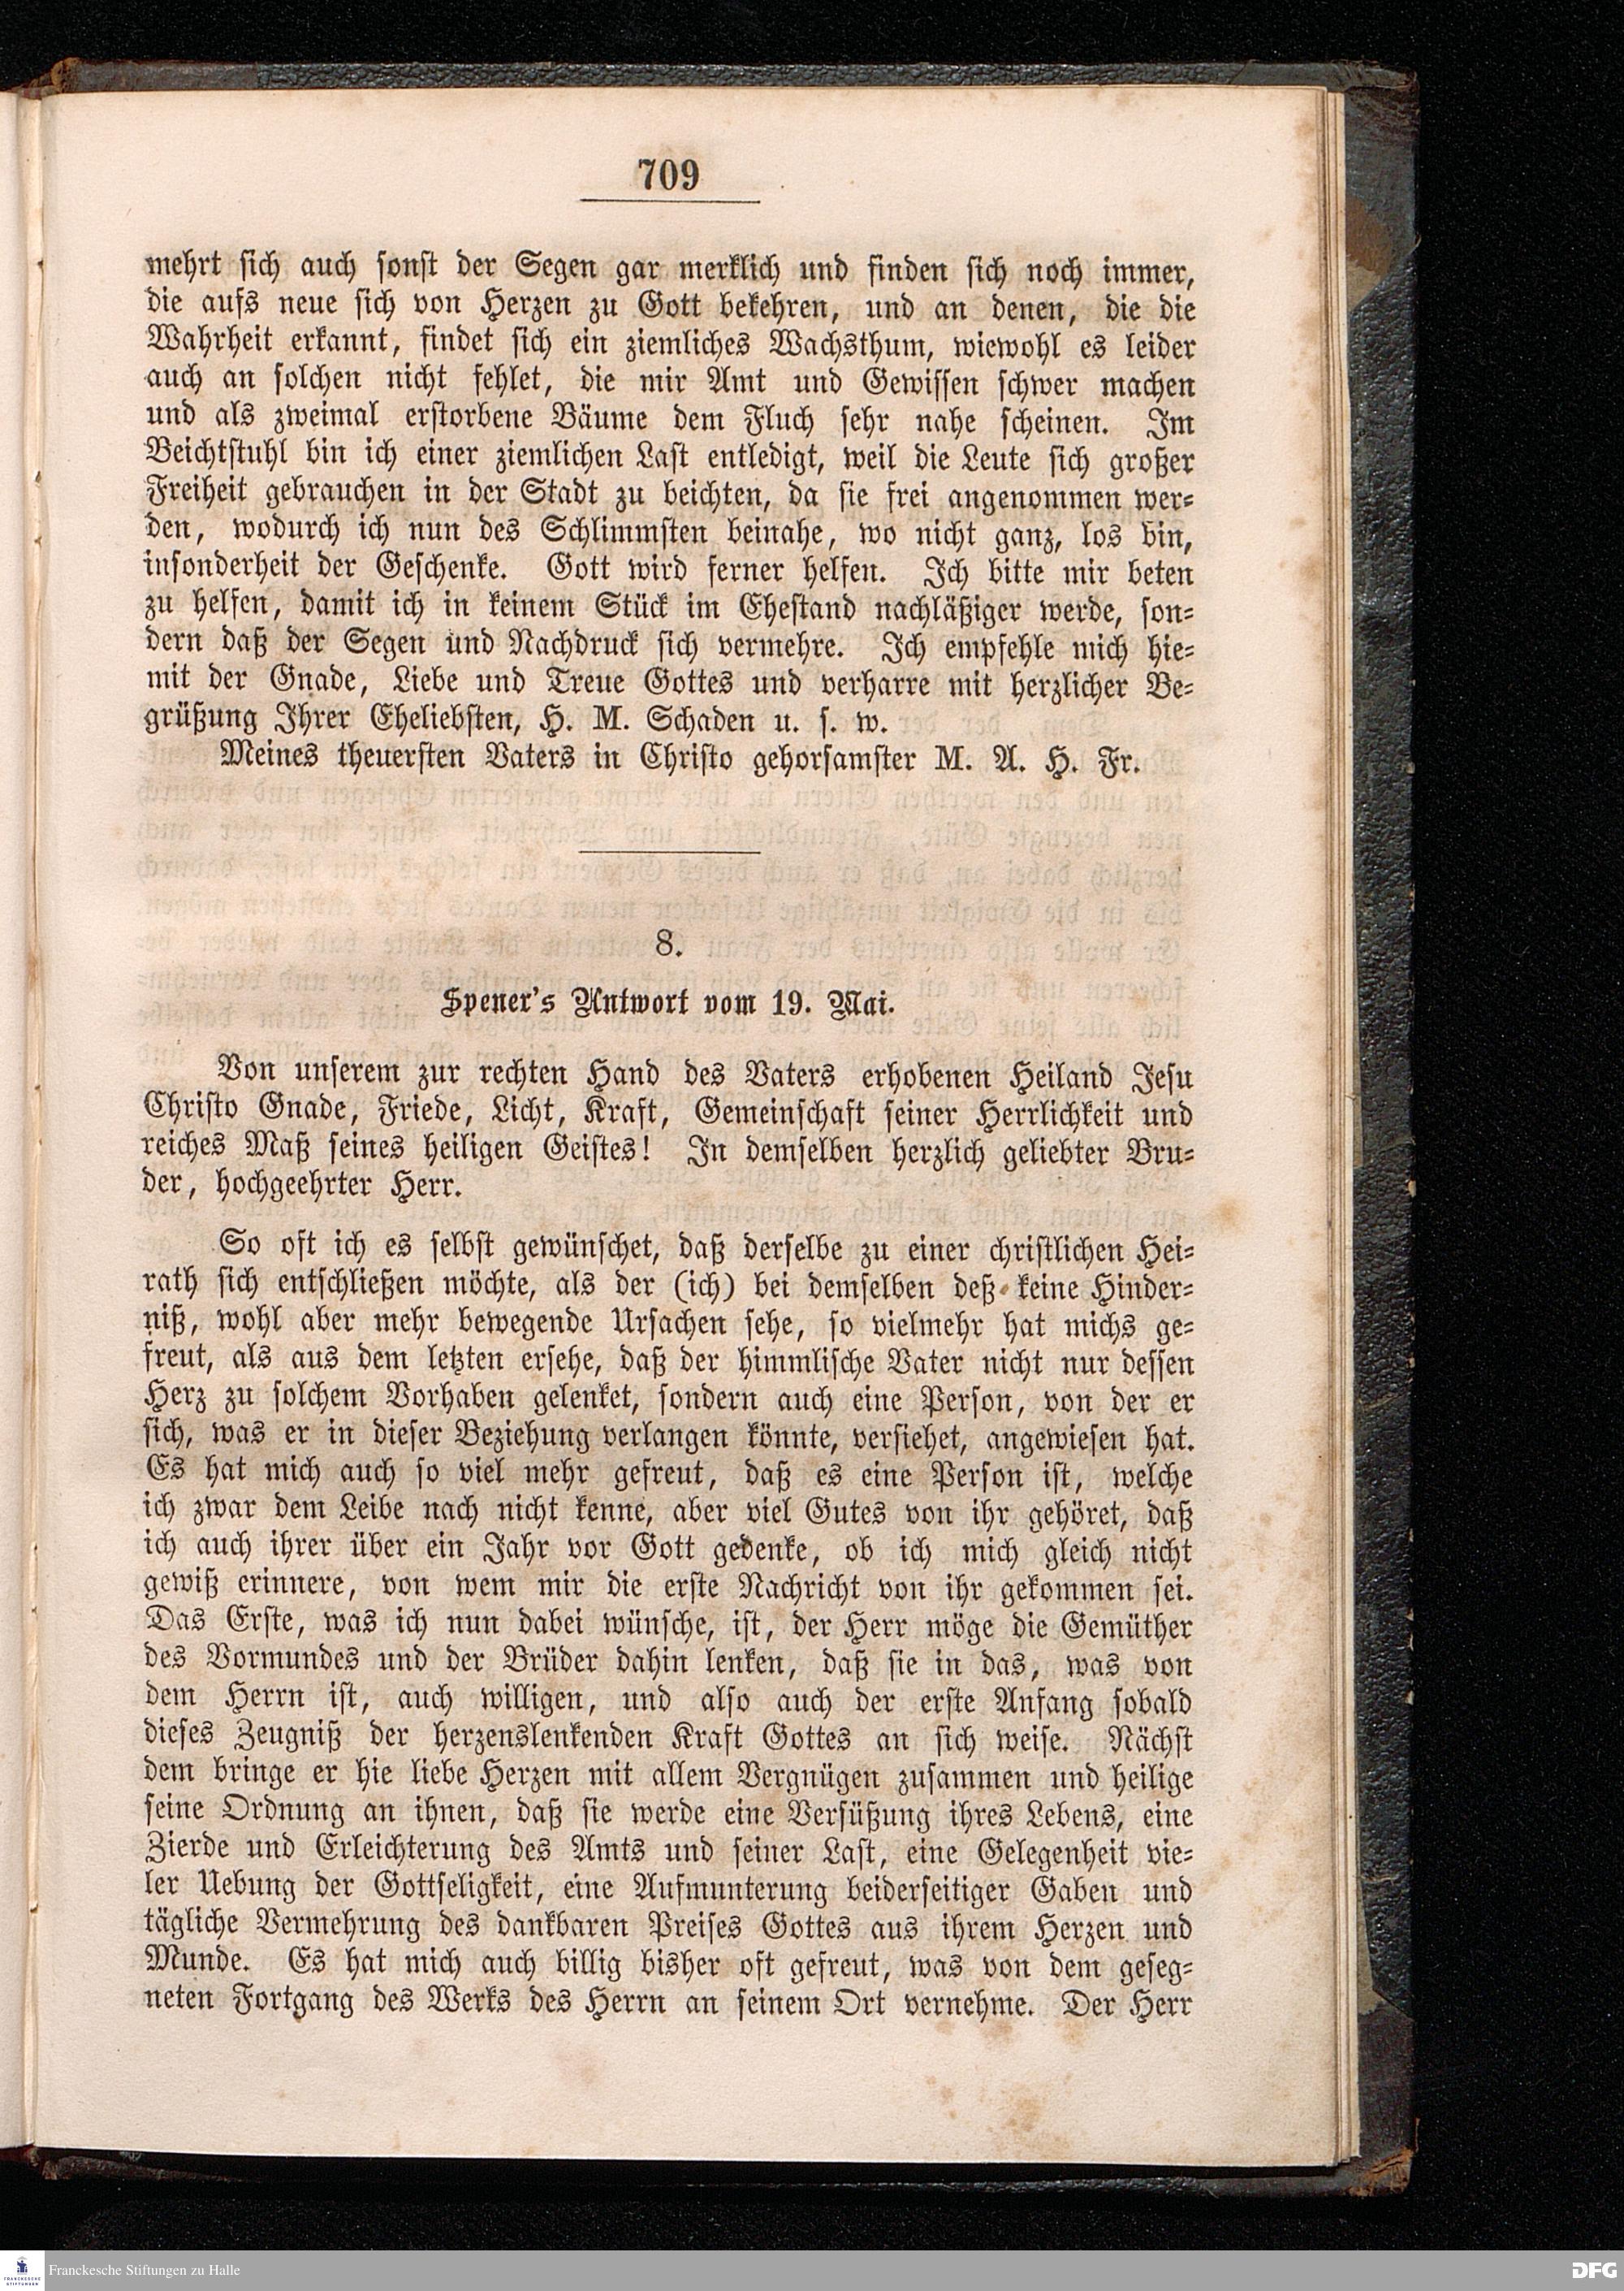 709
mehrt sich auch sonst der Segen gar merklich und finden sich noch immer,
die aufs neue sich von Herzen zu Gott bekehren, und an denen, die die
Wahrheit erkannt, findet sich ein ziemliches Wachsthum, wiewohl es leider
auch an solchen nicht fehlet, die mir Amt und Gewissen schwer machen
und als zweimal erstorbene Bäume dem Fluch sehr nahe scheinen. Im
Beichtstuhl bin ich einer ziemlichen Last entledigt, weil die Leute sich großer
Freiheit gebrauchen in der Stadt zu beichten, da sie frei angenommen wer-
den, wodurch ich nun des Schlimmsten beinahe, wo nicht ganz, los bin,
insonderheit der Geschenke. Gott wird ferner helfen. Ich bitte mir beten
zu helfen, damit ich in keinem Stück im Ehestand nachläßiger werde, son-
dern daß der Segen und Nachdruck sich vermehre. Ich empfehle mich hie-
mit der Gnade, Liebe und Treue Gottes und verharre mit herzlicher Be-
grüßung Ihrer Eheliebsten, H. M. Schaden u. s. w.
Meines theuersten Vaters in Christo gehorsamster M. A. H. Fr.
8.
Spener's Antwort vom 19. Mai.
Von unserem zur rechten Hand des Vaters erhobenen Heiland Jesu
Christo Gnade, Friede, Licht, Kraft, Gemeinschaft seiner Herrlichkeit und
reiches Maß seines heiligen Geistes! In demselben herzlich geliebter Bru-
der, hochgeehrter Herr.
So oft ich es selbst gewünschet, daß derselbe zu einer christlichen Hei-
rath sich entschließen möchte, als der (ich) bei demselben deß keine Hinder-
niß, wohl aber mehr bewegende Ursachen sehe, so vielmehr hat michs ge-
freut, als aus dem letzten ersehe, daß der himmlische Vater nicht nur dessen
Herz zu solchem Vorhaben gelenket, sondern auch eine Person, von der er
sich, was er in dieser Beziehung verlangen könnte, versiehet, angewiesen hat.
Es hat mich auch so viel mehr gefreut, daß es eine Person ist, welche
ich zwar dem Leibe nach nicht kenne, aber viel Gutes von ihr gehöret, daß
ich auch ihrer über ein Jahr vor Gott gedenke, ob ich mich gleich nicht
gewiß erinnere, von wem mir die erste Nachricht von ihr gekommen sei.
Das Erste, was ich nun dabei wünsche, ist, der Herr möge die Gemüther
des Vormundes und der Brüder dahin lenken, daß sie in das, was von
dem Herrn ist, auch willigen, und also auch der erste Anfang sobald
dieses Zeugniß der herzenslenkenden Kraft Gottes an sich weise. Nächst
dem bringe er hie liebe Herzen mit allem Vergnügen zusammen und heilige
seine Ordnung an ihnen, daß sie werde eine Versüßung ihres Lebens, eine
Zierde und Erleichterung des Amts und seiner Last, eine Gelegenheit vie-
ler Uebung der Gottseligkeit, eine Aufmunterung beiderseitiger Gaben und
tägliche Vermehrung des dankbaren Preises Gottes aus ihrem Herzen und
Munde. Es hat mich auch billig bisher oft gefreut, was von dem geseg-
neten Fortgang des Werks des Herrn an seinem Ort vernehme. Der Herr
FRANCKESCHE
STIFTUNGEN
Franckesche Stiftungen zu Halle
DFG